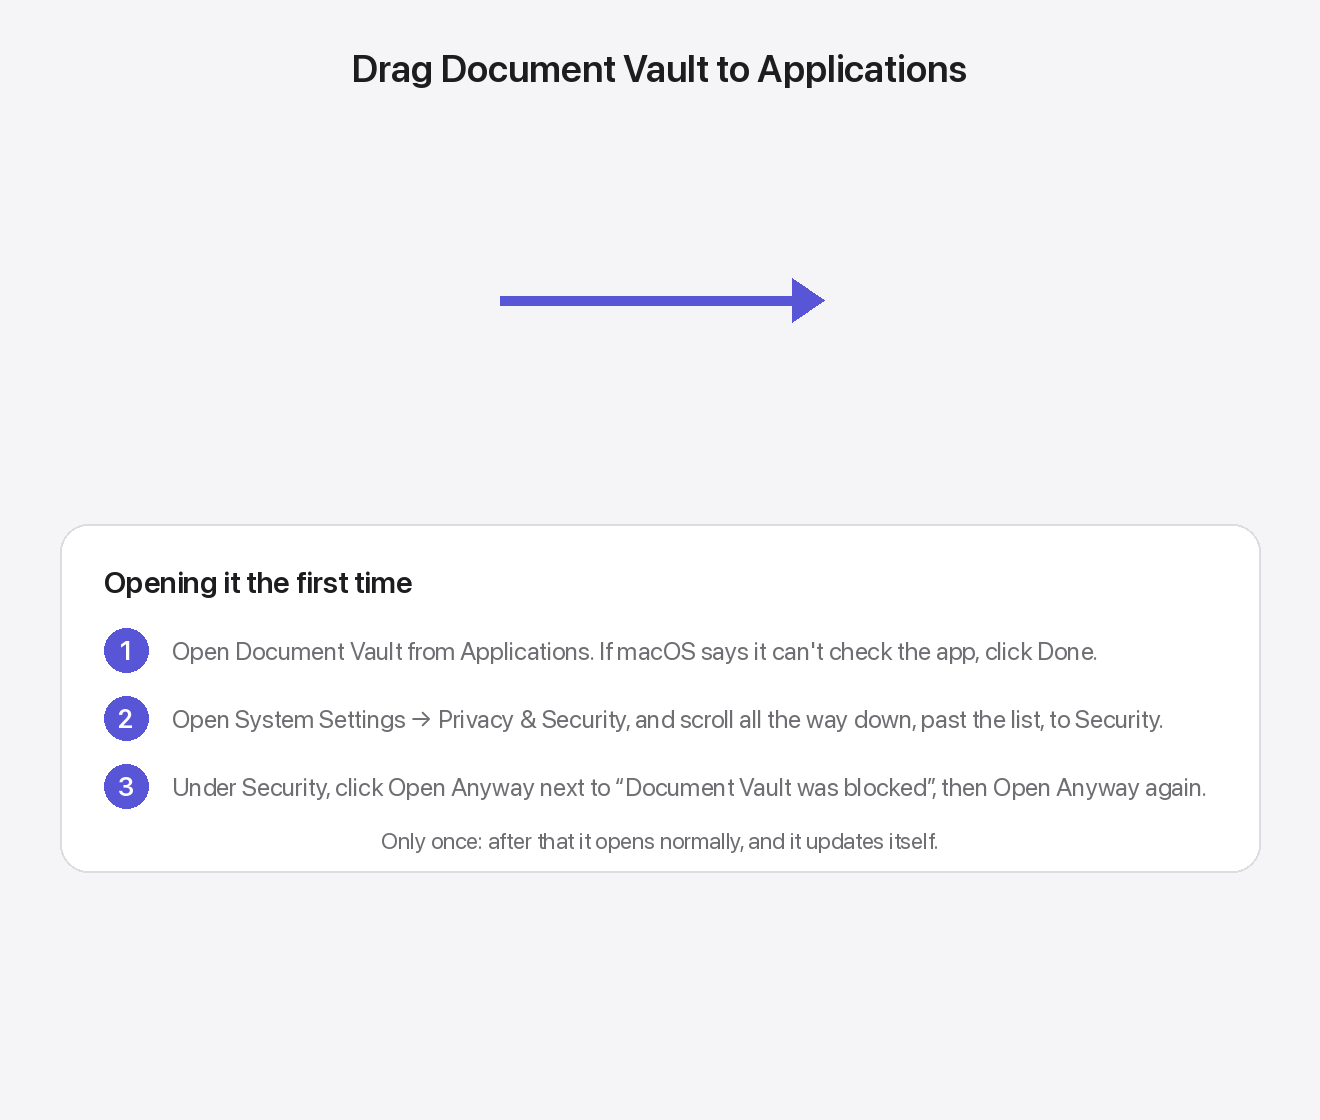 Drag Document Vault to Applications
Opening it the first time
1 Open Document Vault from Applications. If macOS says it can't check the app, click Done.
2 Open System Settings → Privacy & Security, and scroll all the way down, past the list, to Security.
3 Under Security, click Open Anyway next to “Document Vault was blocked”, then Open Anyway again.
Only once: after that it opens normally, and it updates itself.